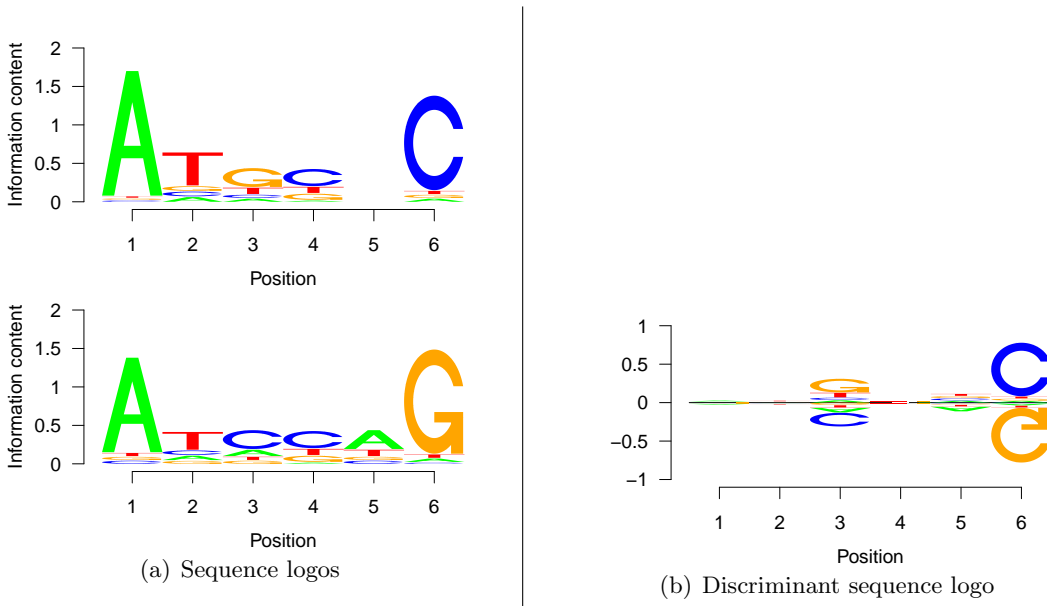 Information content
2
1.5
1
0.5
0
A T G C C
1 2 3 4 5 6
Position
Information content
2
1.5
1
0.5
0
A T C C A G
1 2 3 4 5 6
Position
(a) Sequence logos
1
0.5
0
−0.5
−1
G C
C G
1 2 3 4 5 6
Position
(b) Discriminant sequence logo